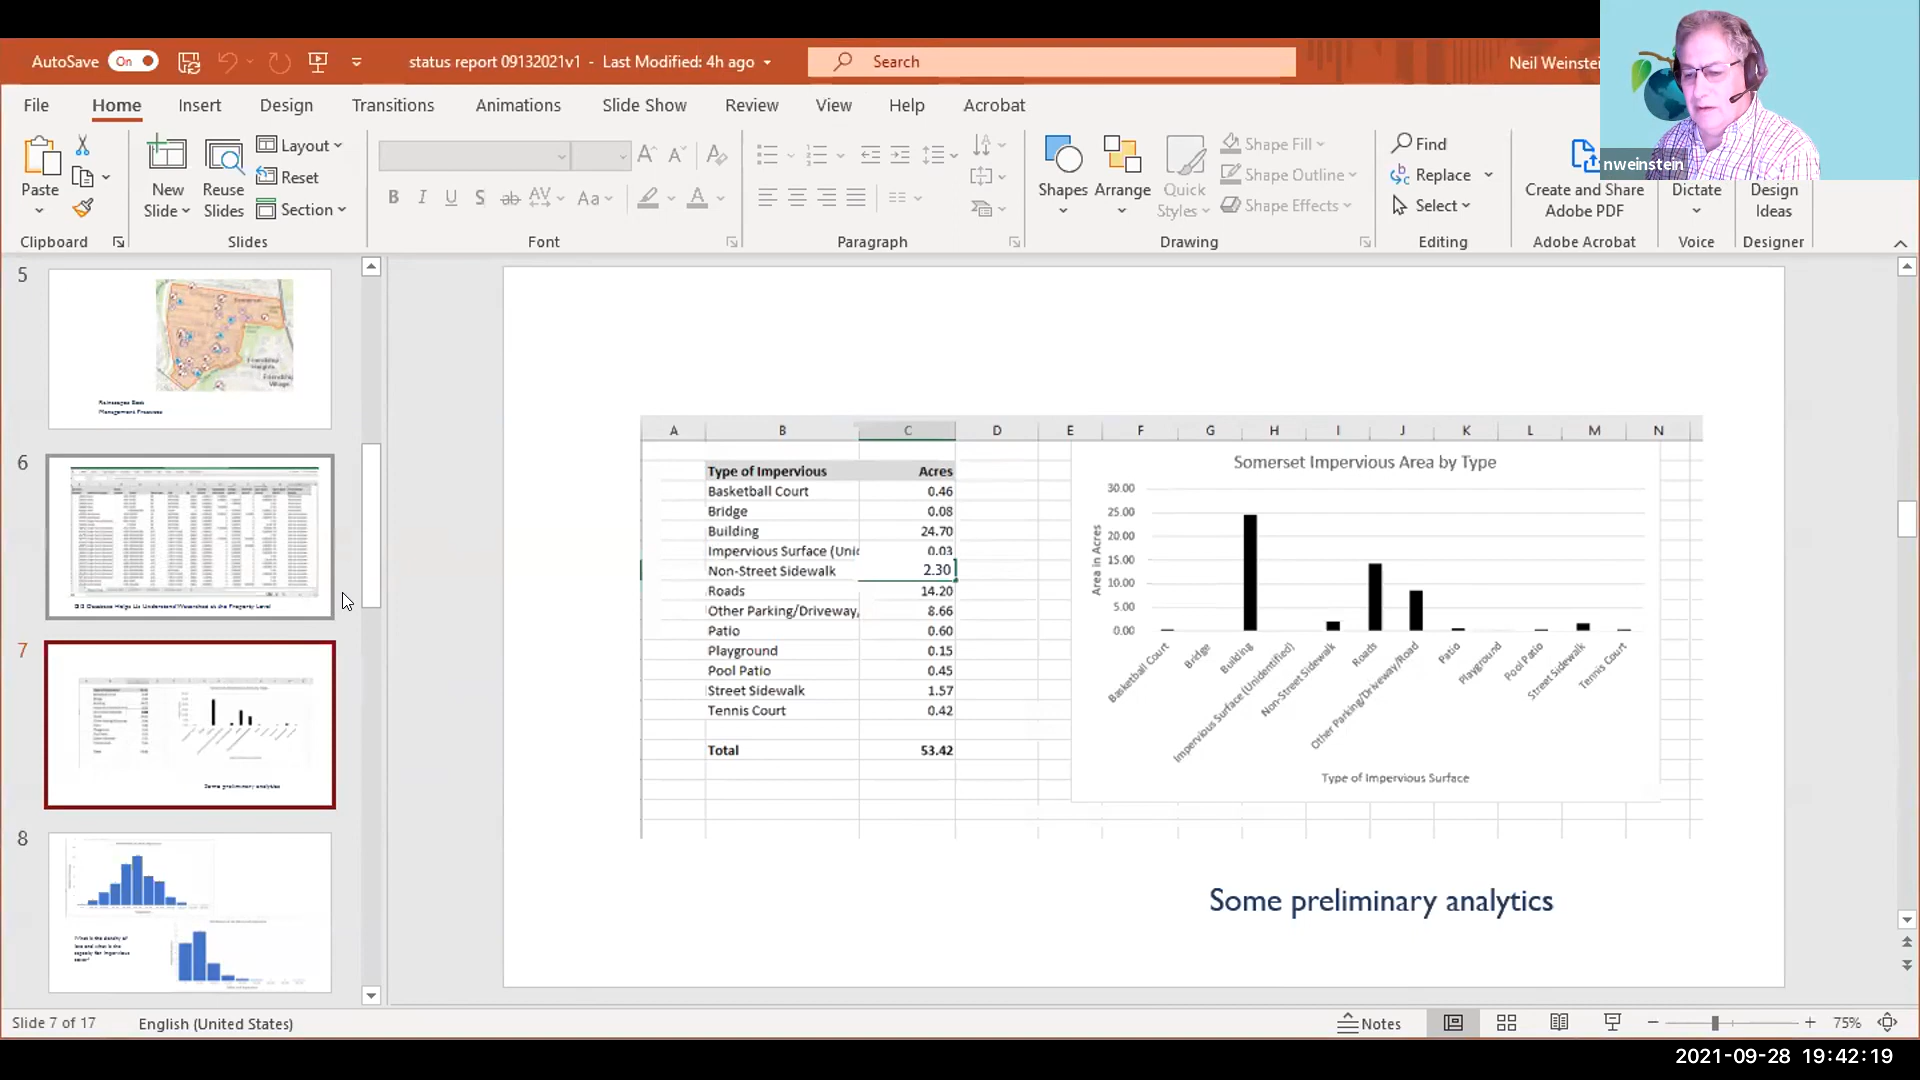 AutoSave On status report 09132021v1 - Last Modified: 4h ago Search Neil Weinstei
File Home Insert Design Transitions Animations Slide Show Review View Help Acrobat
nweinstein
Paste
New Slide
Reuse Slides
Layout
Reset
Section
B I U S ab AV Aa A
Shapes Arrange Quick Styles
Shape Fill
Shape Outline
Shape Effects
Find
Replace
Select
Create and Share Adobe PDF
Dictate
Design Ideas
Clipboard Slides Font Paragraph Drawing Editing Adobe Acrobat Voice Designer
5
6
7
Some preliminary analytics
8
A B C D E F G H I J K L M N
Type of Impervious Acres
Basketball Court 0.46
Bridge 0.08
Building 24.70
Impervious Surface (Unic 0.03
Non-Street Sidewalk 2.30
Roads 14.20
Other Parking/Driveway, 8.66
Patio 0.60
Playground 0.15
Pool Patio 0.45
Street Sidewalk 1.57
Tennis Court 0.42
Total 53.42
Somerset Impervious Area by Type
Area in Acres
30.00
25.00
20.00
15.00
10.00
5.00
0.00
Basketball Court
Bridge
Building
Impervious Surface (Unidentified)
Non-Street Sidewalk
Roads
Other Parking/Driveway/Road
Patio
Playground
Pool Patio
Street Sidewalk
Tennis Court
Type of Impervious Surface
Some preliminary analytics
Slide 7 of 17 English (United States) Notes 75%
2021-09-28 19:42:19